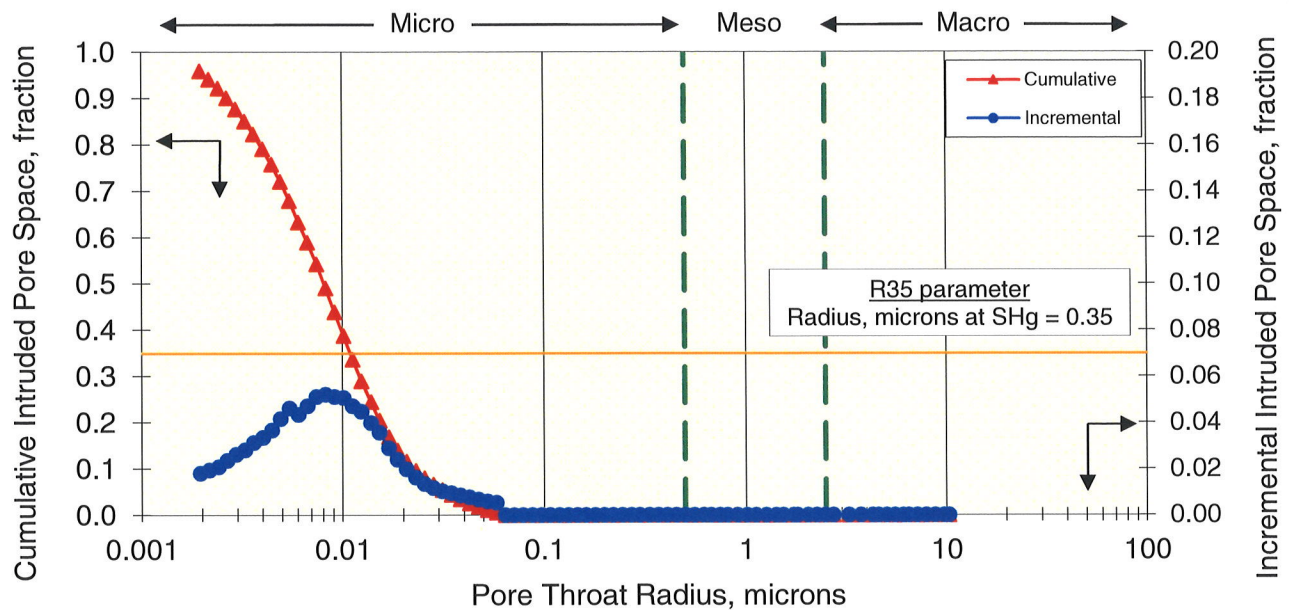 Micro Meso Macro
Cumulative Intruded Pore Space, fraction
1.0
0.9
0.8
0.7
0.6
0.5
0.4
0.3
0.2
0.1
0.0
Cumulative
Incremental
R35 parameter
Radius, microns at SHg = 0.35
0.20
0.18
0.16
0.14
0.12
0.10
0.08
0.06
0.04
0.02
0.00
Incremental Intruded Pore Space, fraction
0.001 0.01 0.1 1 10 100
Pore Throat Radius, microns